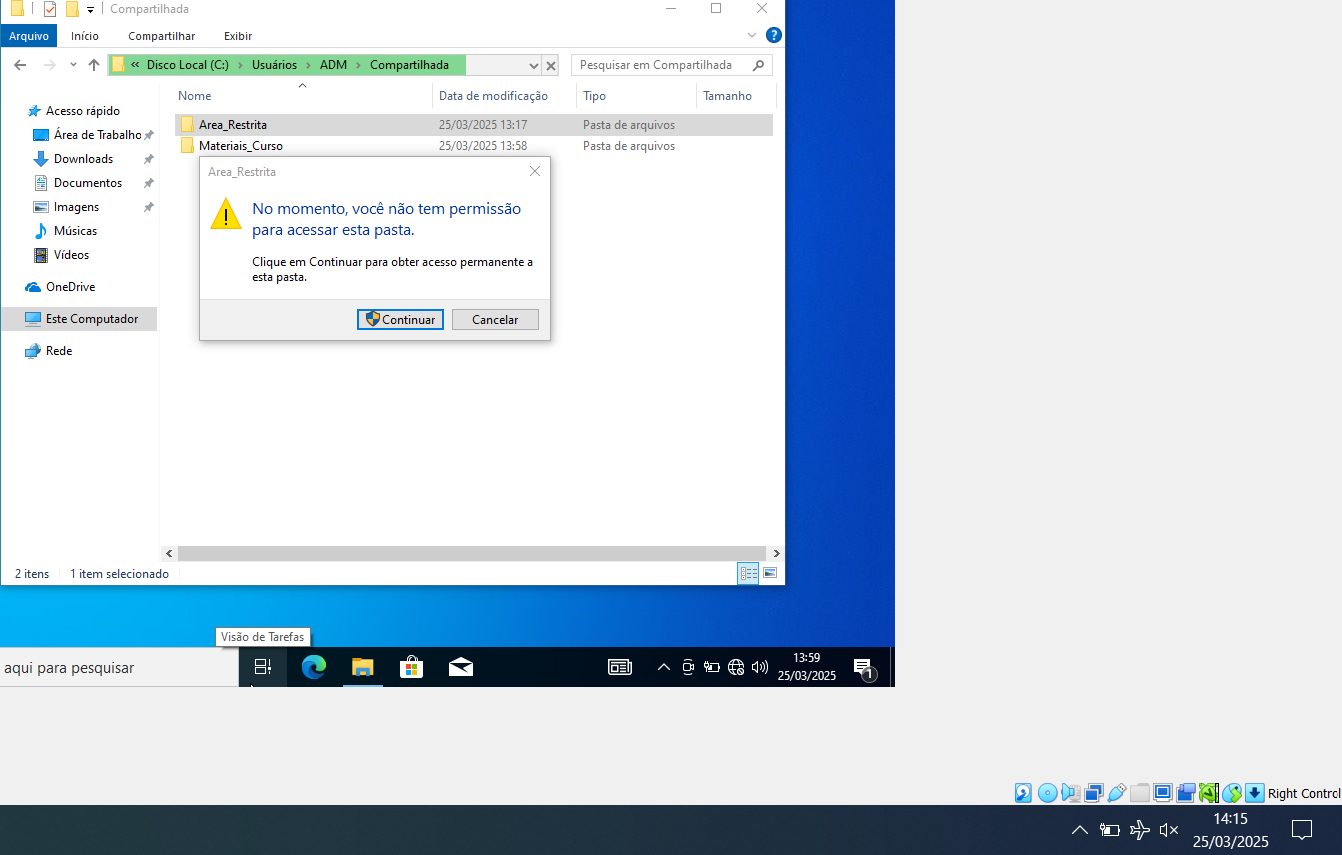 Compartilhada
Arquivo Início Compartilhar Exibir ?
« Disco Local (C:) › Usuários › ADM › Compartilhada Pesquisar em Compartilhada
Nome Data de modificação Tipo Tamanho
Acesso rápido
Área de Trabalho
Downloads
Documentos
Imagens
Músicas
Vídeos
OneDrive
Este Computador
Rede
Area_Restrita 25/03/2025 13:17 Pasta de arquivos
Materiais_Curso 25/03/2025 13:58 Pasta de arquivos
Area_Restrita
No momento, você não tem permissão
para acessar esta pasta.
Clique em Continuar para obter acesso permanente a
esta pasta.
Continuar Cancelar
2 itens 1 item selecionado
Visão de Tarefas
aqui para pesquisar
13:59
25/03/2025
1
Right Control
14:15
25/03/2025